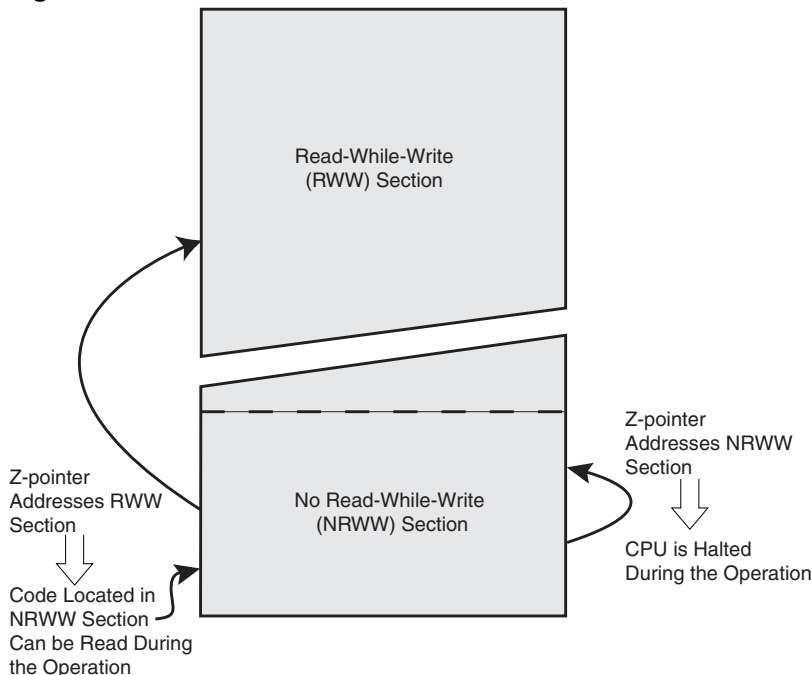 Read-While-Write
(RWW) Section
Z-pointer
Addresses NRWW
Section
CPU is Halted
During the Operation
No Read-While-Write
(NRWW) Section
Z-pointer
Addresses RWW
Section
Code Located in
NRWW Section
Can be Read During
the Operation